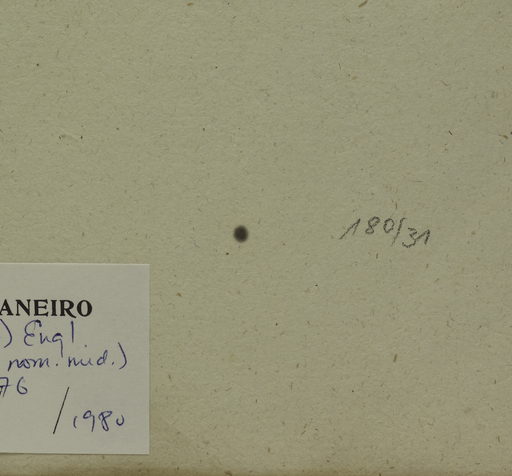 180/31
ANEIRO
) Engl.
nom. nud.)
76
/1980